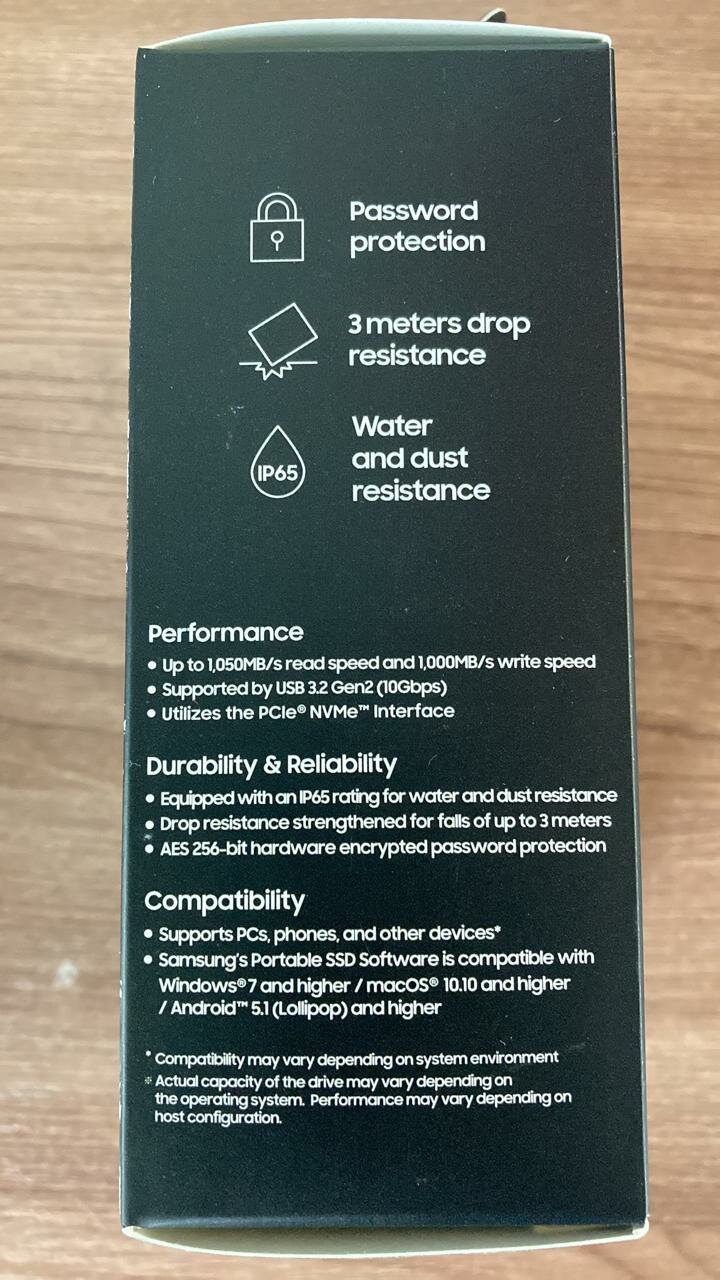 Password
protection
3 meters drop
resistance
IP65
Water
and dust
resistance
Performance
• Up to 1,050MB/s read speed and 1,000MB/s write speed
• Supported by USB 3.2 Gen2 (10Gbps)
• Utilizes the PCIe® NVMe™ Interface
Durability & Reliability
• Equipped with an IP65 rating for water and dust resistance
• Drop resistance strengthened for falls of up to 3 meters
• AES 256-bit hardware encrypted password protection
Compatibility
• Supports PCs, phones, and other devices*
• Samsung's Portable SSD Software is compatible with
Windows® 7 and higher / macOS® 10.10 and higher
/ Android™ 5.1 (Lollipop) and higher
* Compatibility may vary depending on system environment
※ Actual capacity of the drive may vary depending on
the operating system. Performance may vary depending on
host configuration.